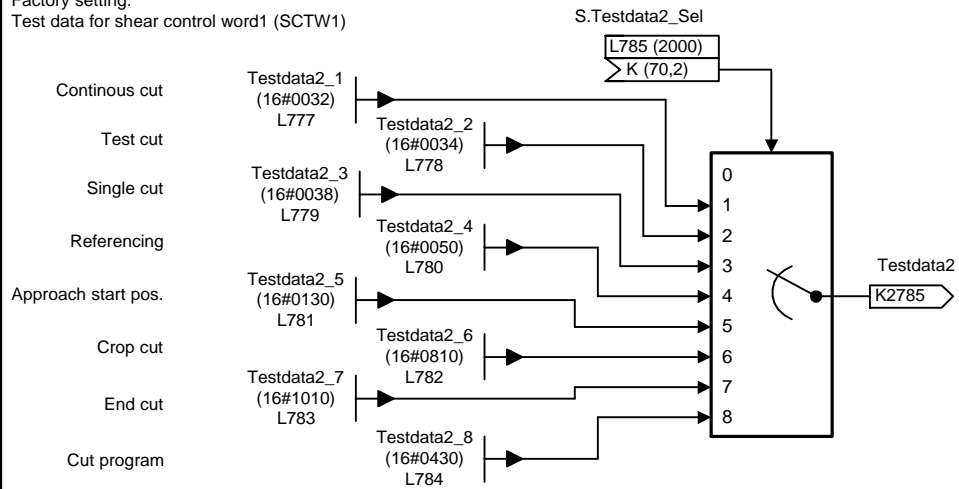 Factory setting:
Test data for shear control word1 (SCTW1)
S.Testdata2_Sel
L785 (2000)
K (70,2)
Continous cut
Testdata2_1
(16#0032)
L777
Test cut
Testdata2_2
(16#0034)
L778
Single cut
Testdata2_3
(16#0038)
L779
Referencing
Testdata2_4
(16#0050)
L780
Approach start pos.
Testdata2_5
(16#0130)
L781
Crop cut
Testdata2_6
(16#0810)
L782
End cut
Testdata2_7
(16#1010)
L783
Cut program
Testdata2_8
(16#0430)
L784
0
1
2
3
4
5
6
7
8
Testdata2
K2785